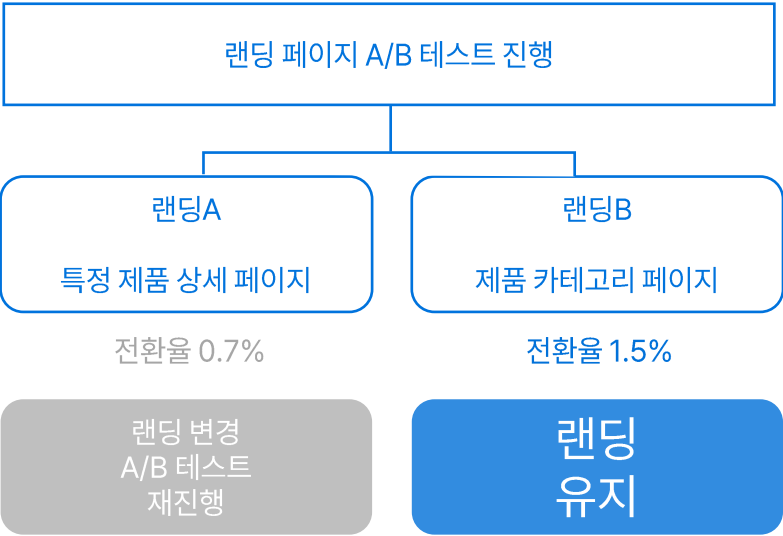 랜딩 페이지 A/B 테스트 진행
랜딩A
특정 제품 상세 페이지
랜딩B
제품 카테고리 페이지
전환율 0.7%
전환율 1.5%
랜딩 변경
A/B 테스트
재진행
랜딩
유지